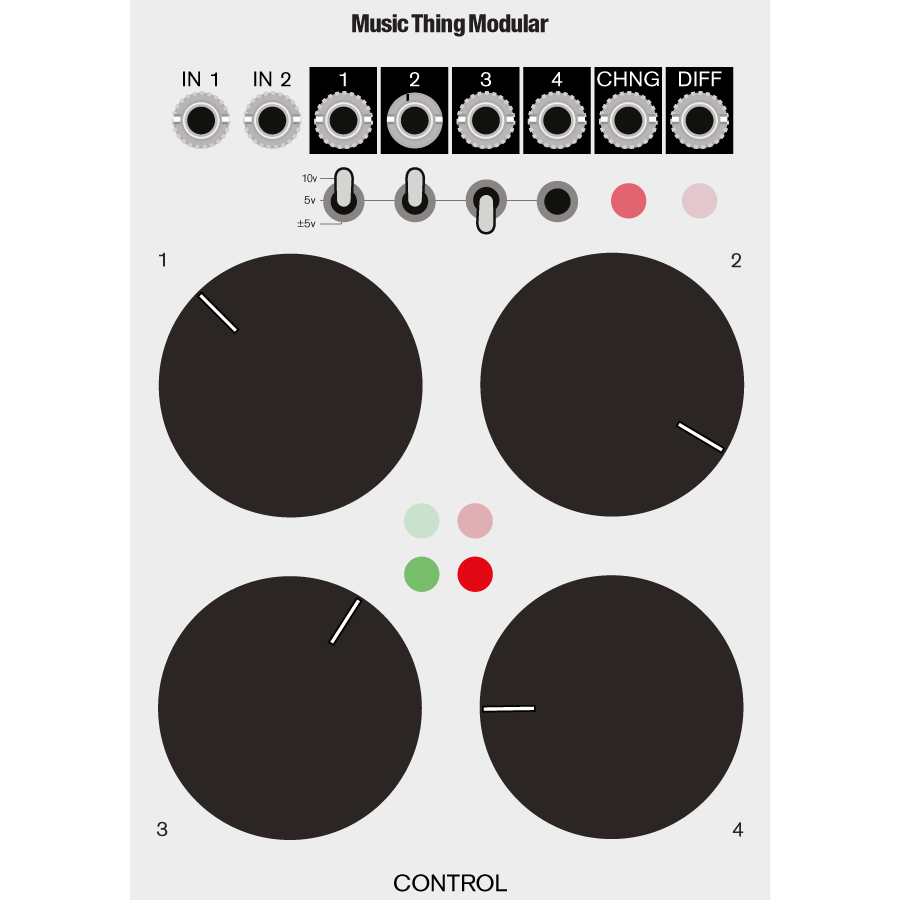 Music Thing Modular
IN 1 IN 2 1 2 3 4 CHNG DIFF
10v
5v
±5v
1 2
3 4
CONTROL